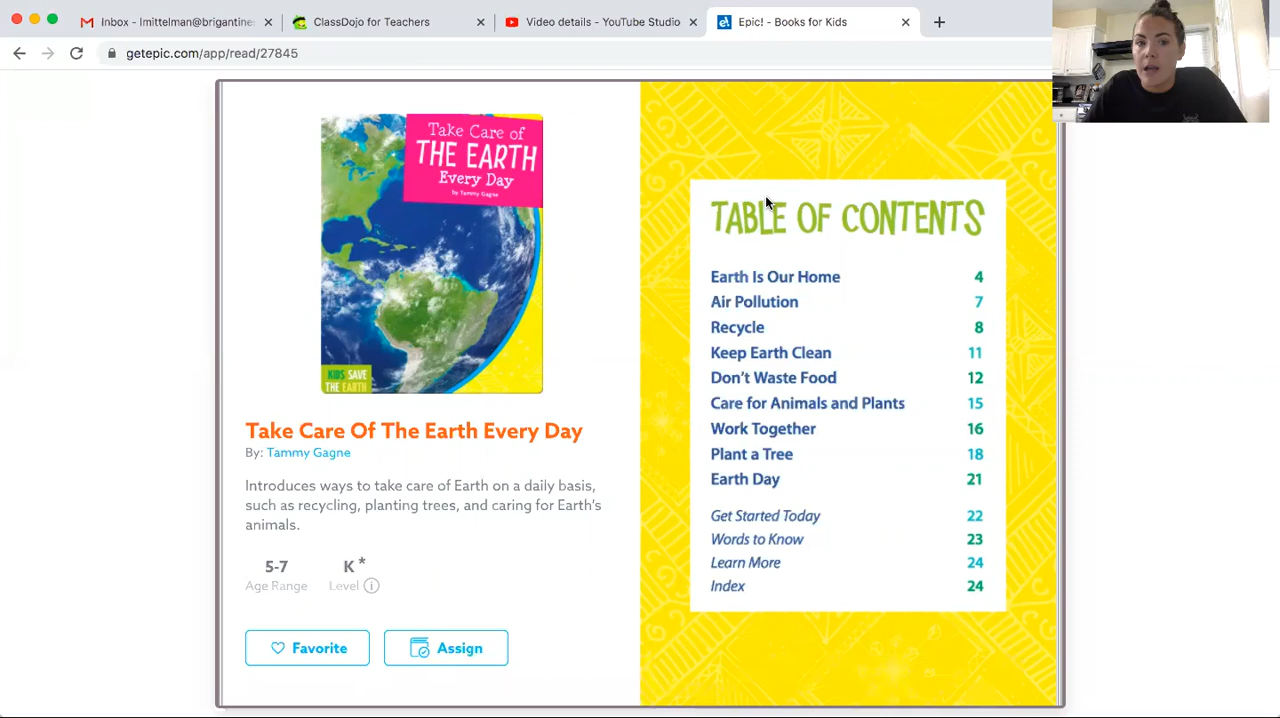 Inbox - lmittelman@brigantines
ClassDojo for Teachers
Video details - YouTube Studio
Epic! - Books for Kids
getepic.com/app/read/27845
Take Care of
THE EARTH
Every Day
by Tammy Gagne
KIDS SAVE
THE EARTH
Take Care Of The Earth Every Day
By: Tammy Gagne
Introduces ways to take care of Earth on a daily basis,
such as recycling, planting trees, and caring for Earth's
animals.
5-7 K*
Age Range Level
Favorite Assign
TABLE OF CONTENTS
Earth Is Our Home 4
Air Pollution 7
Recycle 8
Keep Earth Clean 11
Don't Waste Food 12
Care for Animals and Plants 15
Work Together 16
Plant a Tree 18
Earth Day 21
Get Started Today 22
Words to Know 23
Learn More 24
Index 24